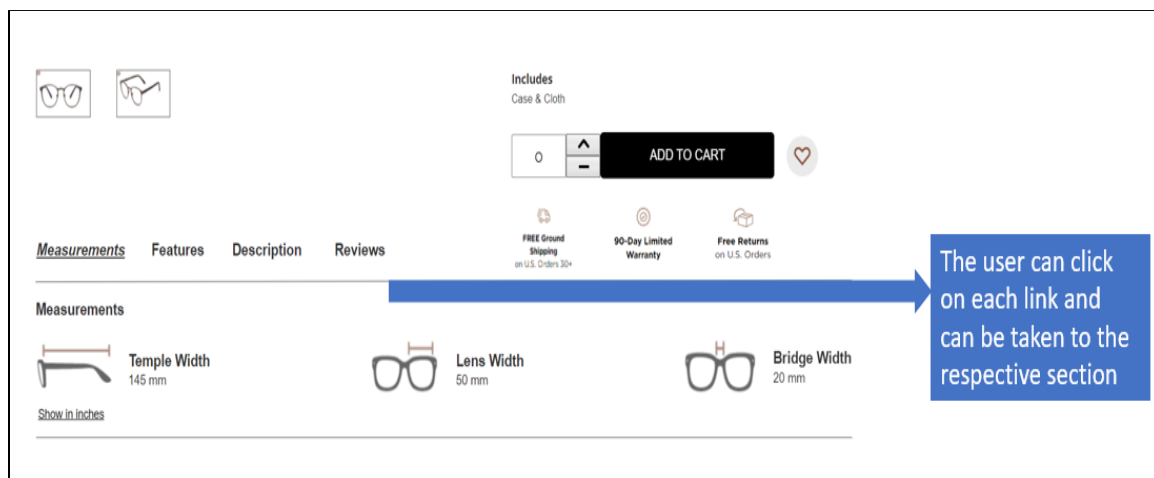 Includes
Case & Cloth
0
ADD TO CART
FREE Ground
Shipping
on U.S. Orders 30+
90-Day Limited
Warranty
Free Returns
on U.S. Orders
Measurements
Features
Description
Reviews
The user can click
on each link and
can be taken to the
respective section
Measurements
Temple Width
145 mm
Lens Width
50 mm
Bridge Width
20 mm
Show in inches